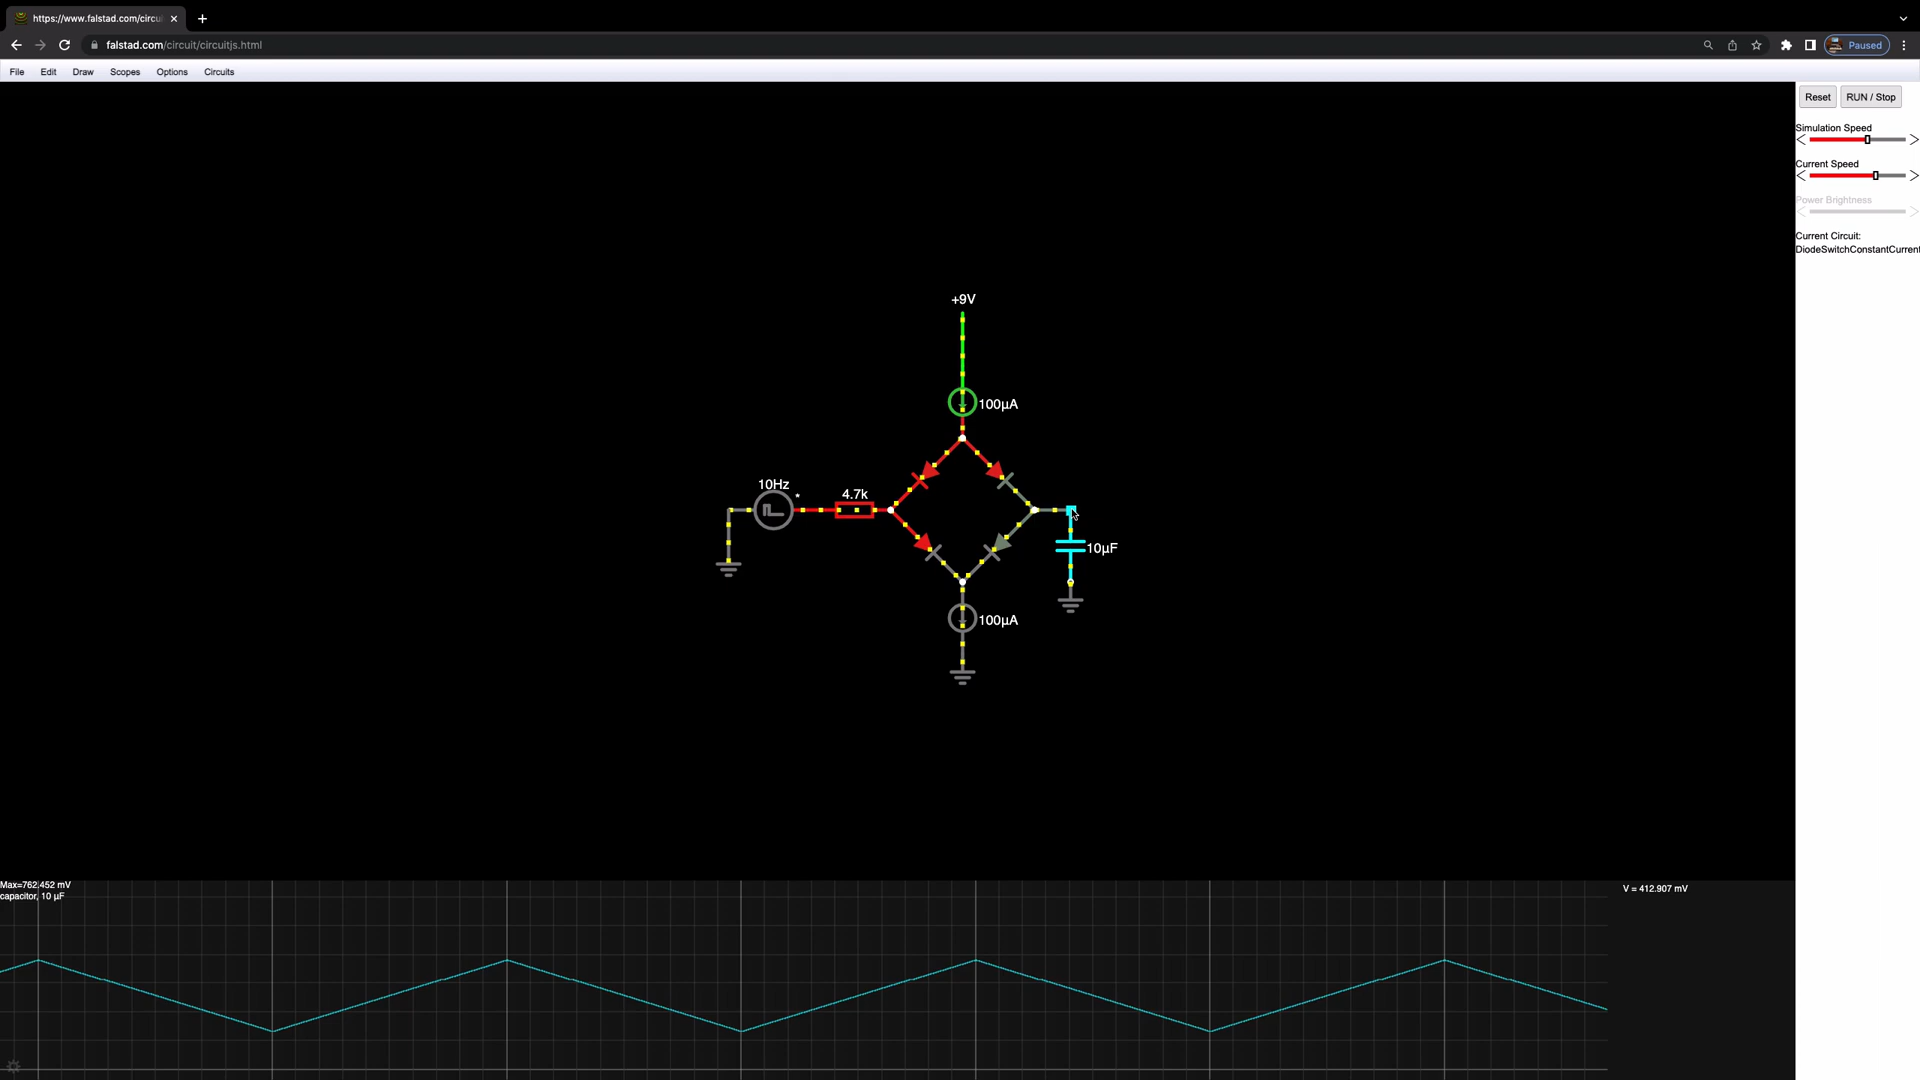 https://www.falstad.com/circui
falstad.com/circuit/circuitjs.html
Paused
File Edit Draw Scopes Options Circuits
Reset RUN / Stop
Simulation Speed
Current Speed
Power Brightness
Current Circuit:
DiodeSwitchConstantCurrent
+9V
100µA
10Hz
4.7k
10µF
100µA
Max=762.452 mV
capacitor, 10 µF
V = 412.907 mV